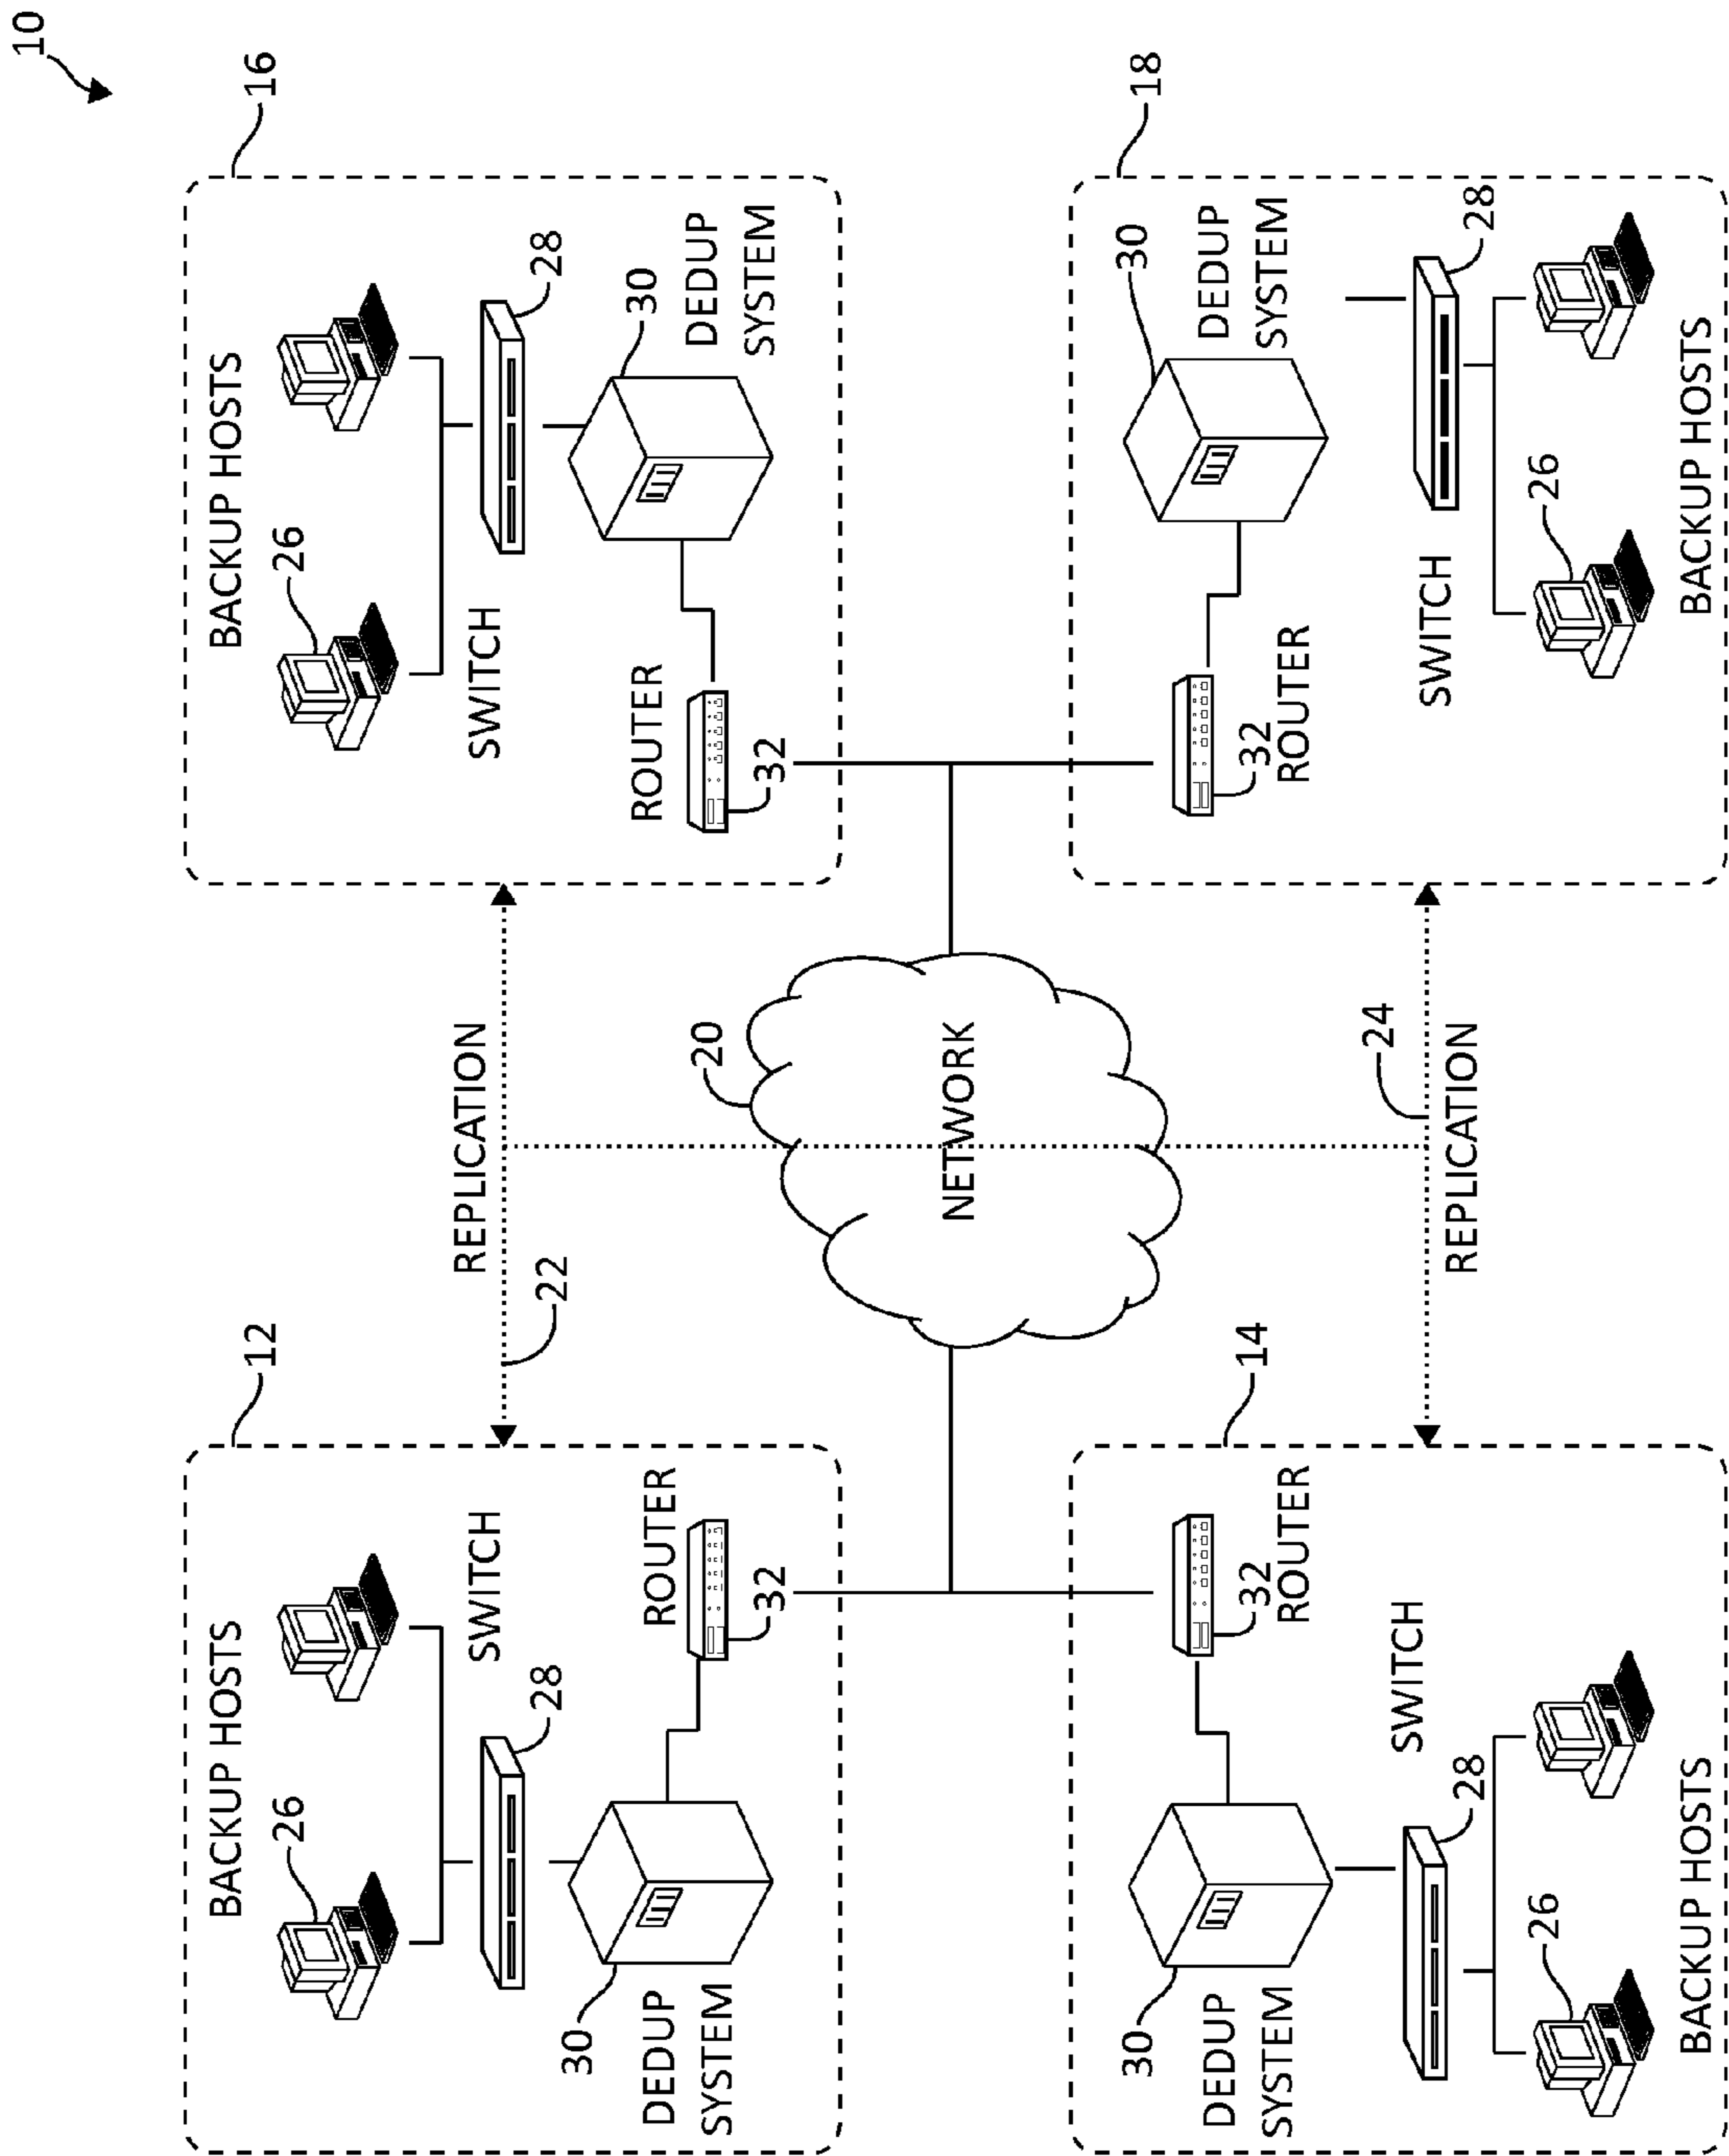 10
12
BACKUP HOSTS
26
SWITCH
28
30
DEDUP
SYSTEM
ROUTER
32
REPLICATION
22
16
BACKUP HOSTS
26
SWITCH
28
ROUTER
32
30
DEDUP
SYSTEM
20
NETWORK
14
30
DEDUP
SYSTEM
32
ROUTER
SWITCH
28
26
BACKUP HOSTS
24
REPLICATION
18
30
DEDUP
SYSTEM
32
ROUTER
SWITCH
28
26
BACKUP HOSTS